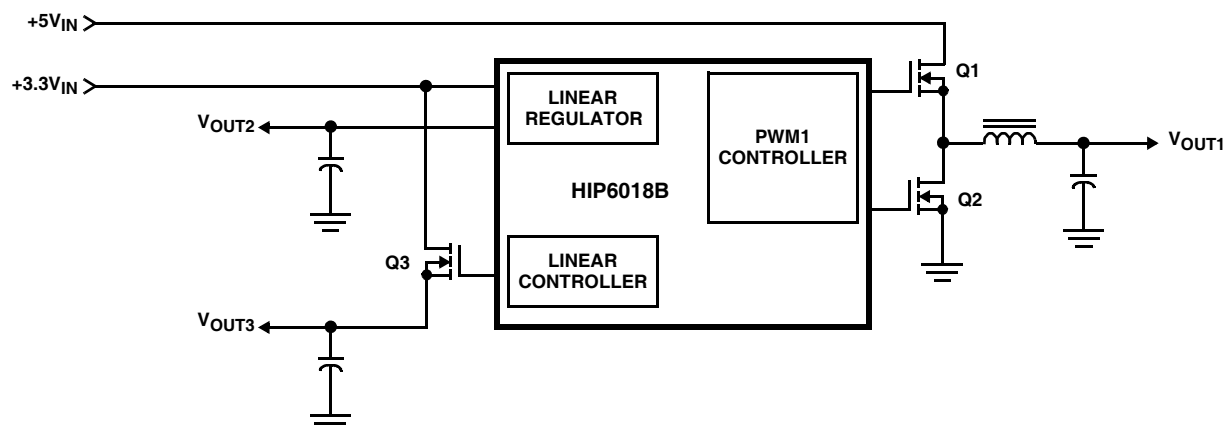 +5VIN
+3.3VIN
LINEAR
REGULATOR
VOUT2
PWM1
CONTROLLER
Q1
VOUT1
HIP6018B
Q2
Q3
LINEAR
CONTROLLER
VOUT3